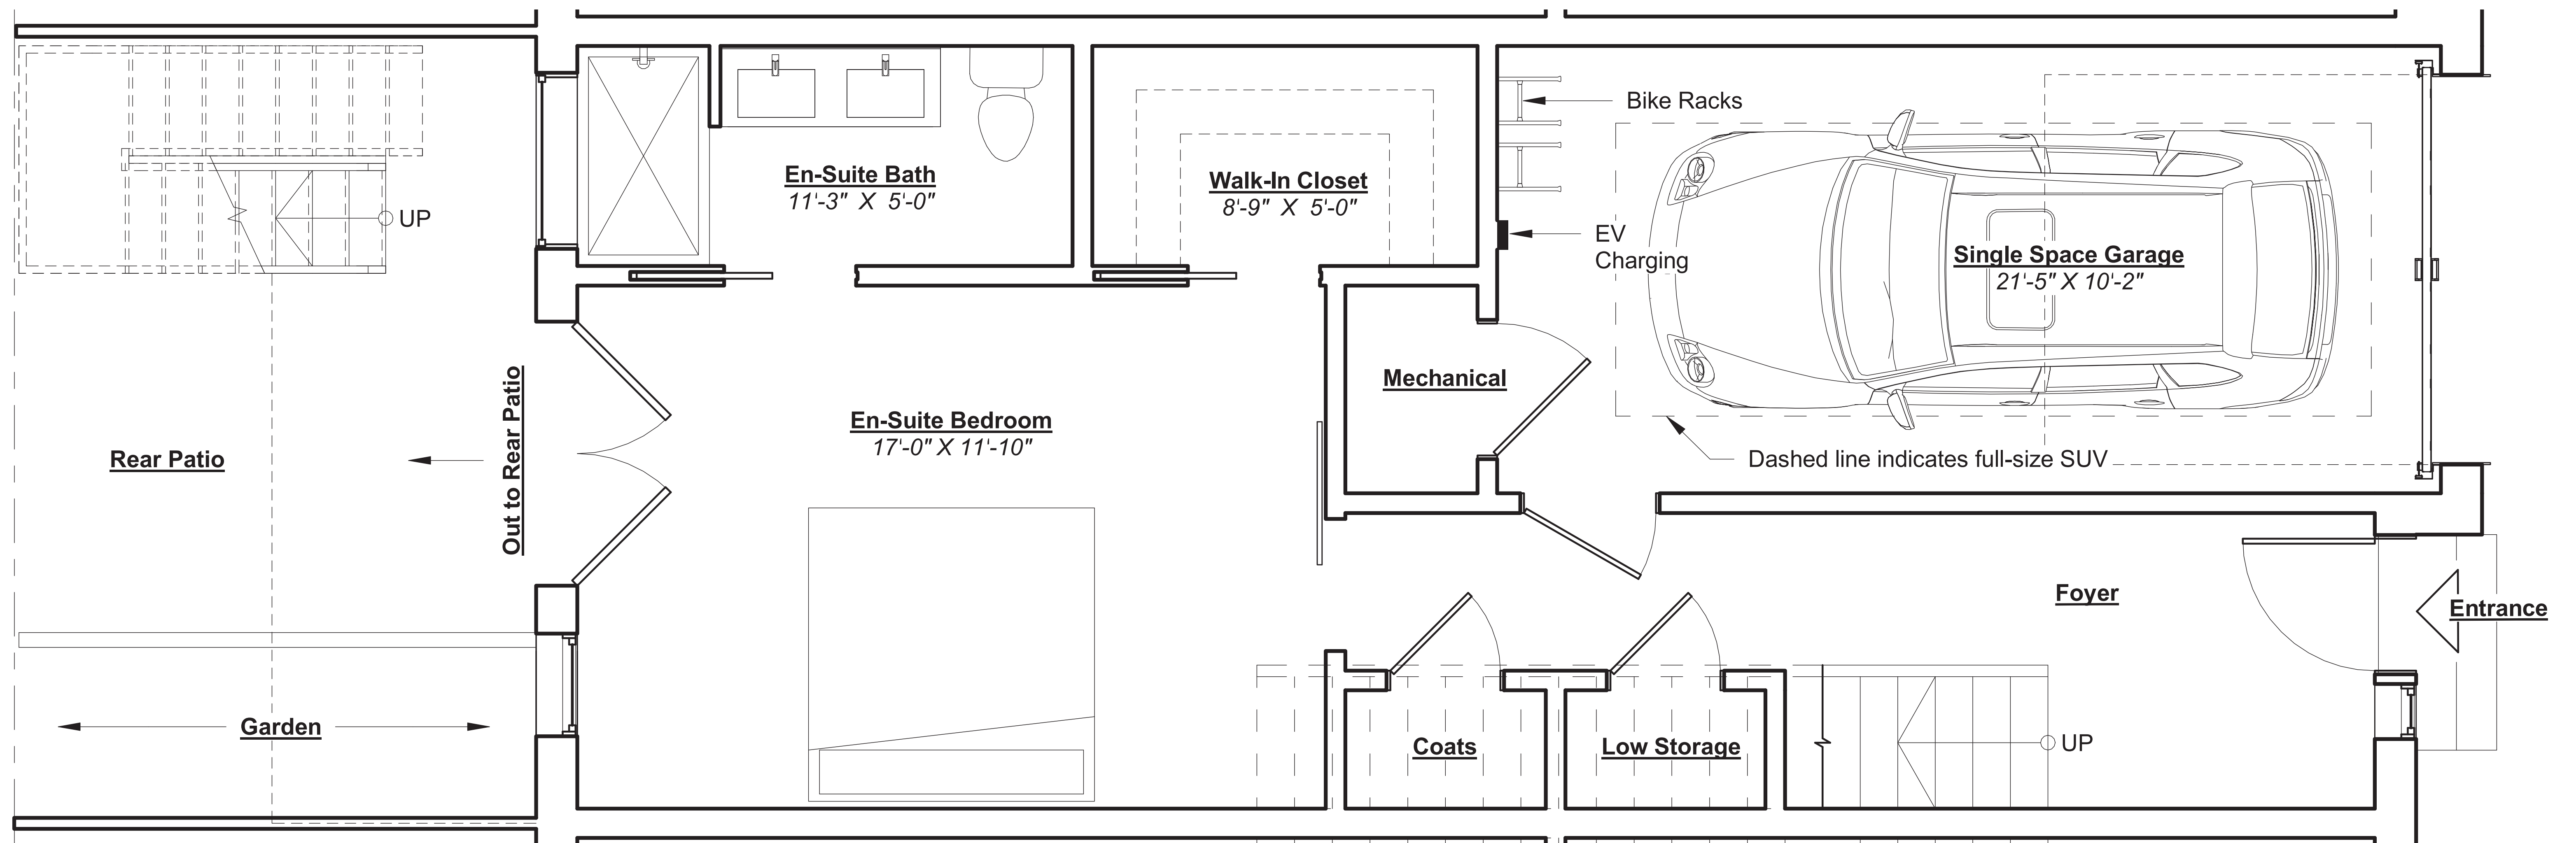 Bike Racks
En-Suite Bath
11'-3" X 5'-0"
Walk-In Closet
8'-9" X 5'-0"
UP
EV
Charging
Single Space Garage
21'-5" X 10'-2"
Mechanical
En-Suite Bedroom
17'-0" X 11'-10"
Rear Patio
Out to Rear Patio
Dashed line indicates full-size SUV
Foyer
Entrance
Garden
Coats
Low Storage
UP